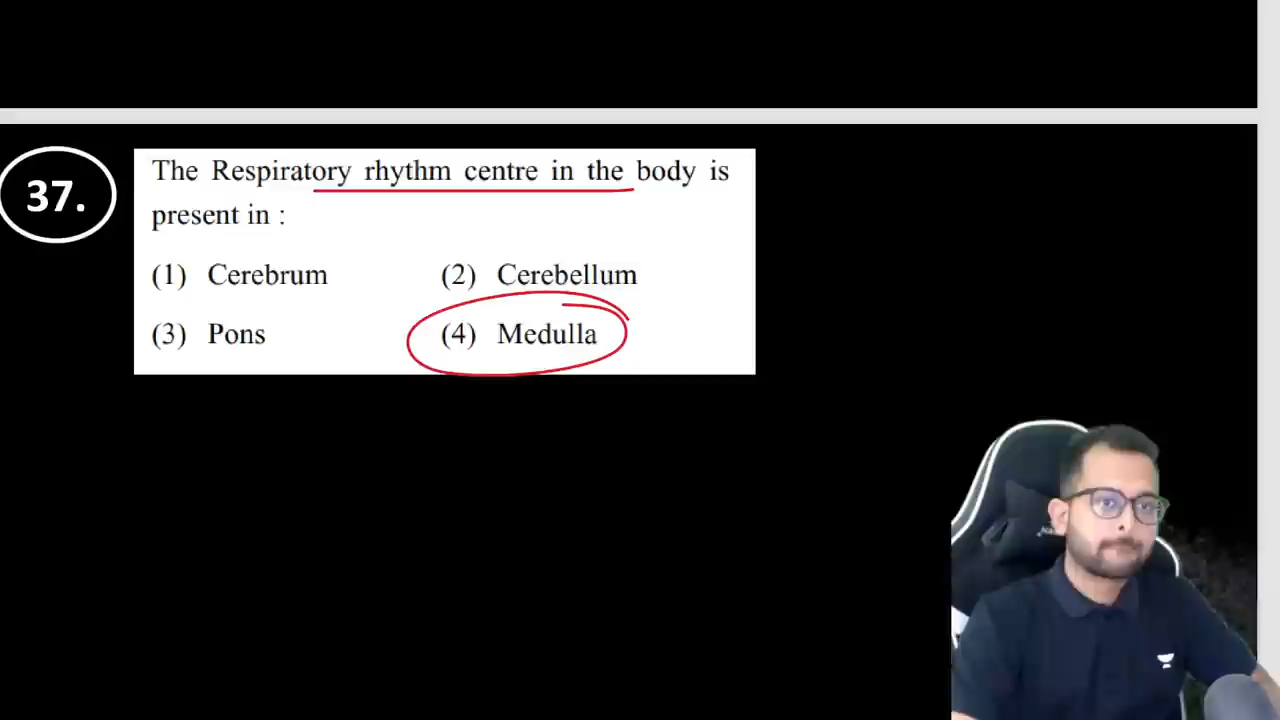 37.
The Respiratory rhythm centre in the body is
present in :
(1) Cerebrum (2) Cerebellum
(3) Pons (4) Medulla